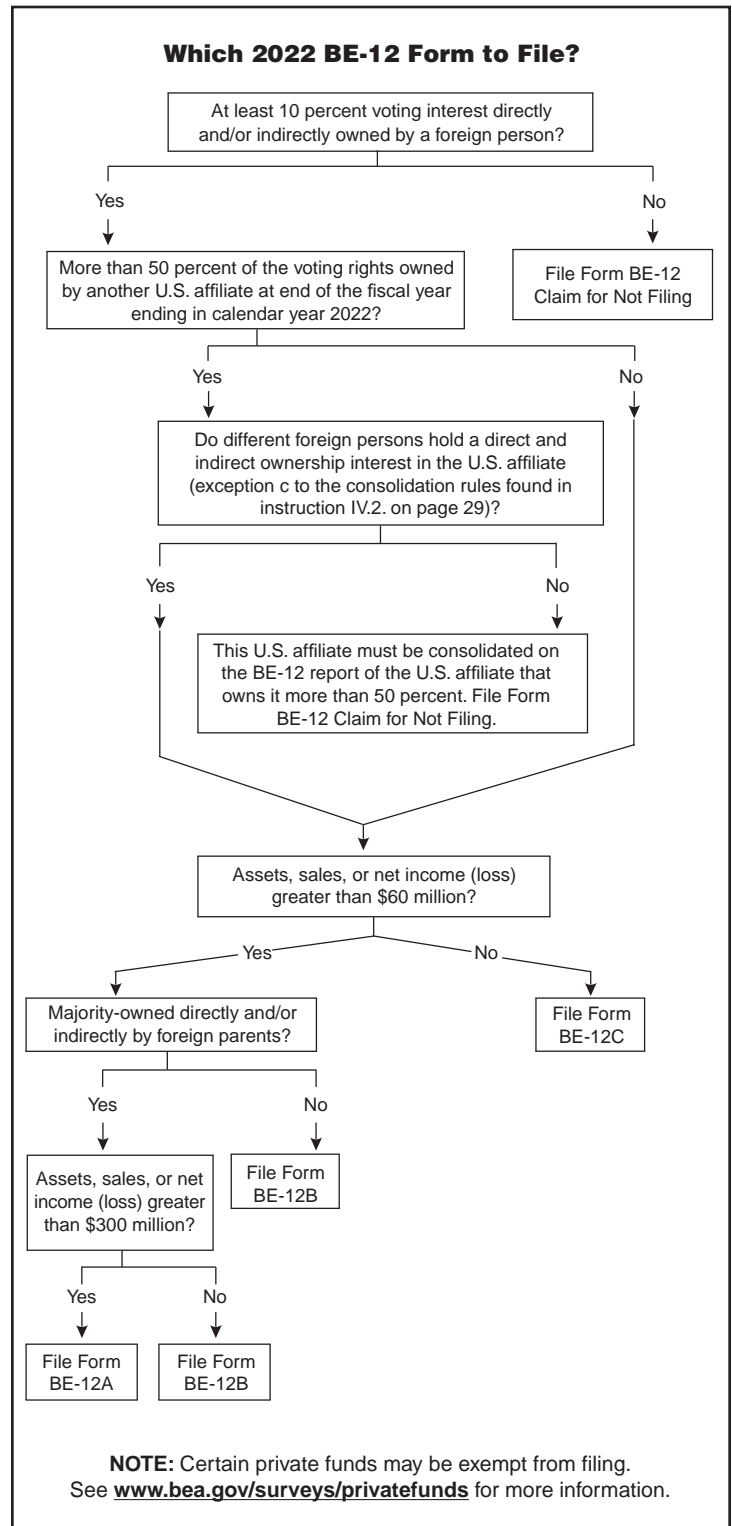 Which 2022 BE-12 Form to File?
At least 10 percent voting interest directly
and/or indirectly owned by a foreign person?
Yes
No
More than 50 percent of the voting rights owned
by another U.S. affiliate at end of the fiscal year
ending in calendar year 2022?
File Form BE-12
Claim for Not Filing
Yes
No
Do different foreign persons hold a direct and
indirect ownership interest in the U.S. affiliate
(exception c to the consolidation rules found in
instruction IV.2. on page 29)?
Yes
No
This U.S. affiliate must be consolidated on
the BE-12 report of the U.S. affiliate that
owns it more than 50 percent. File Form
BE-12 Claim for Not Filing.
Assets, sales, or net income (loss)
greater than $60 million?
Yes
No
Majority-owned directly and/or
indirectly by foreign parents?
File Form
BE-12C
Yes
No
Assets, sales, or net
income (loss) greater
than $300 million?
File Form
BE-12B
Yes
No
File Form
BE-12A
File Form
BE-12B
NOTE: Certain private funds may be exempt from filing.
See www.bea.gov/surveys/privatefunds for more information.